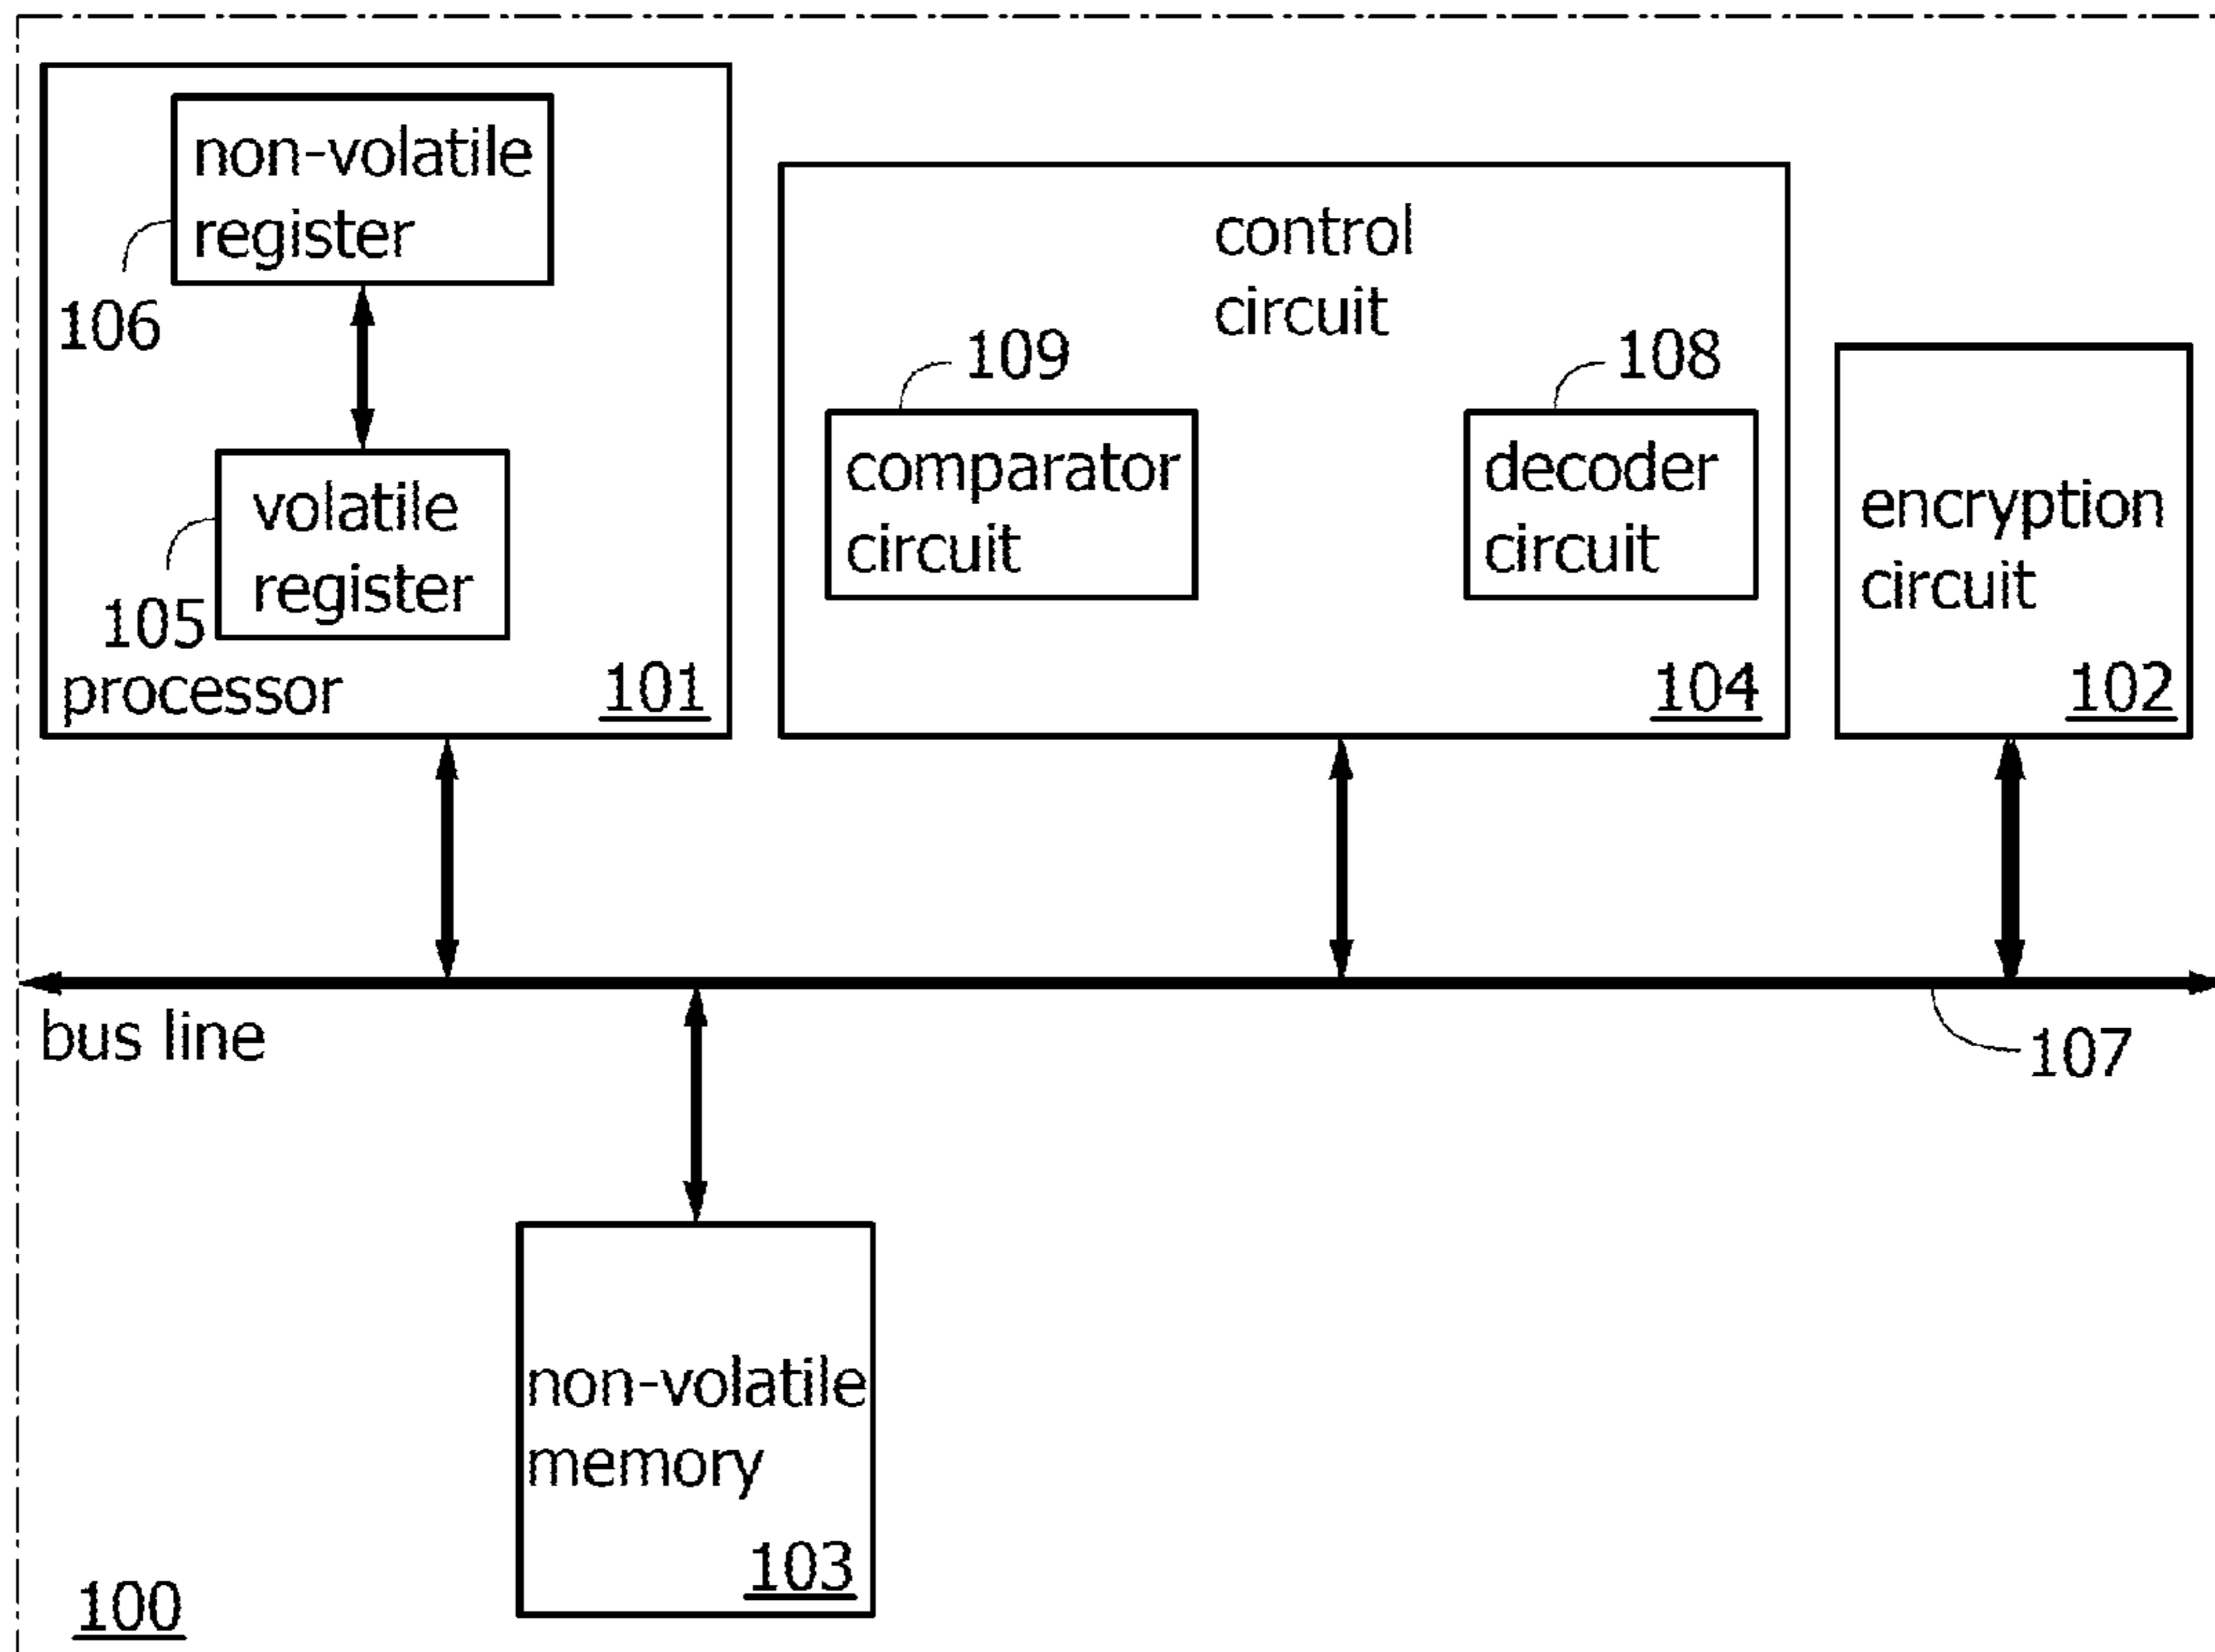 non-volatile
register
106
volatile
register
105
processor
101
control
circuit
109
108
comparator
circuit
decoder
circuit
104
encryption
circuit
102
bus line
107
non-volatile
memory
103
100